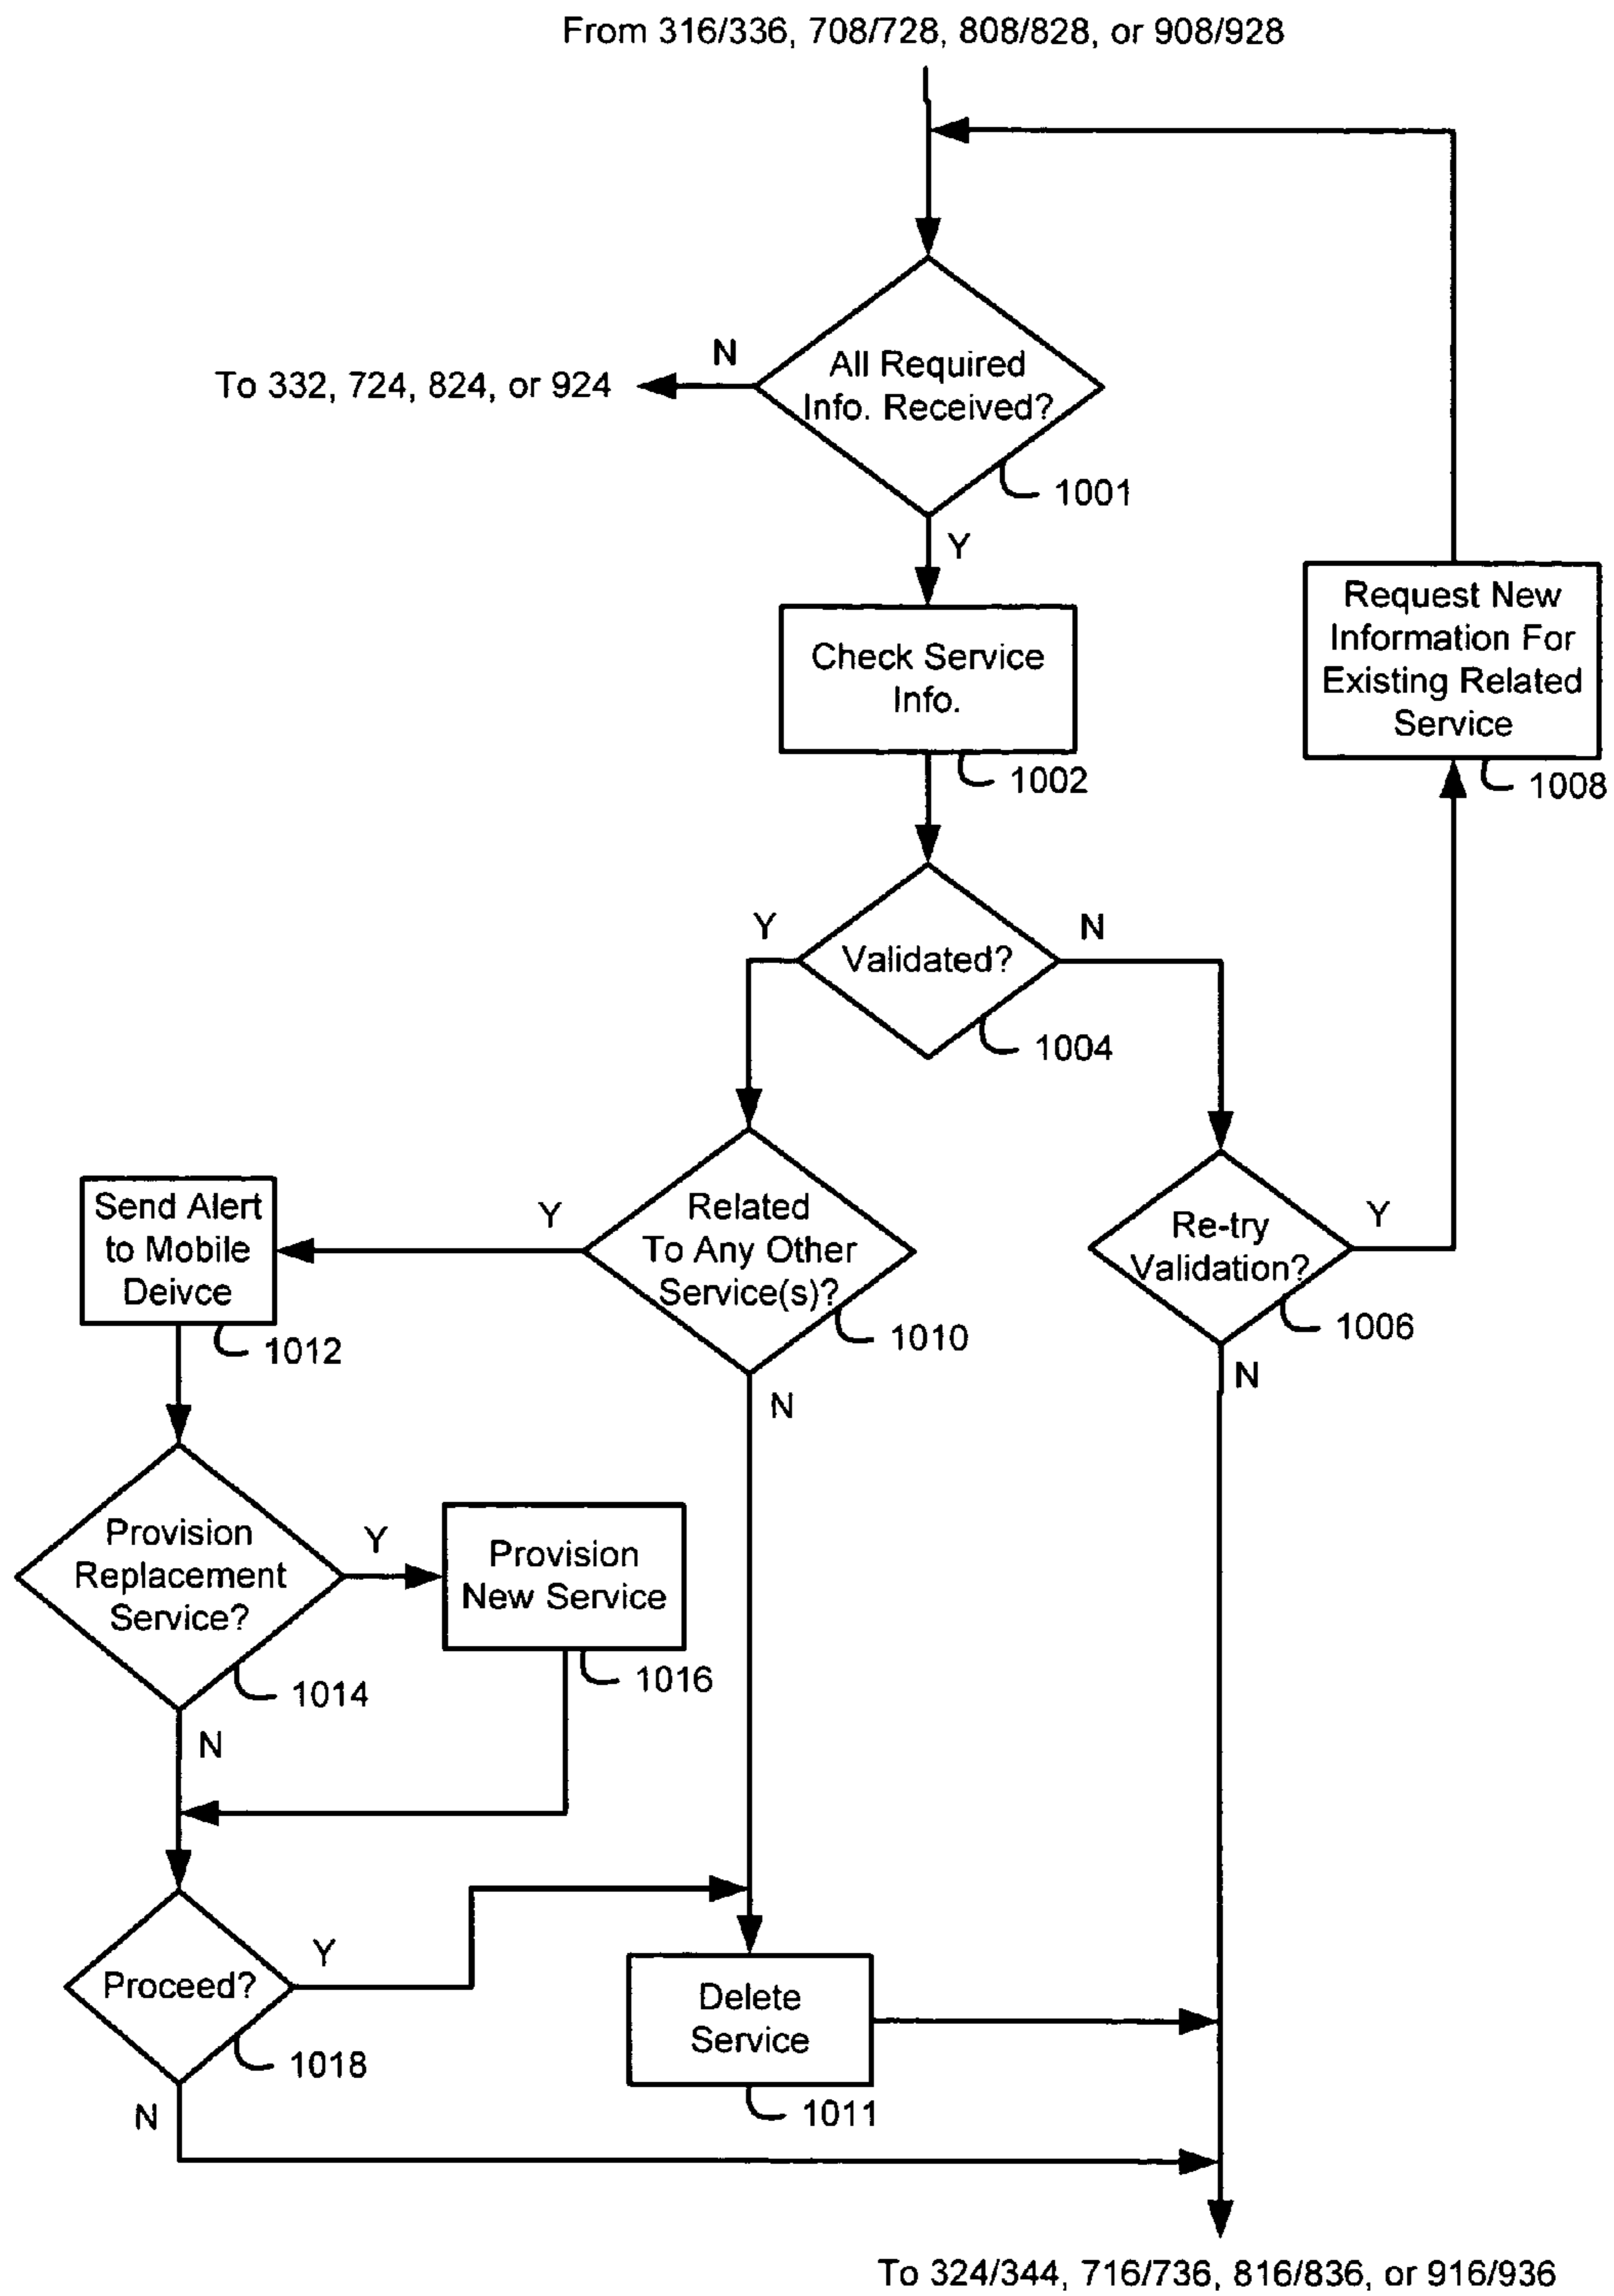 From 316/336, 708/728, 808/828, or 908/928
N
To 332, 724, 824, or 924
All Required
Info. Received?
1001
Y
Request New
Information For
Existing Related
Service
1008
Check Service
Info.
1002
Y
Validated?
N
1004
Send Alert
to Mobile
Deivce
1012
Y
Related
To Any Other
Service(s)?
1010
N
Re-try
Validation?
Y
1006
N
Provision
Replacement
Service?
Y
1014
N
Provision
New Service
1016
Proceed?
Y
1018
N
Delete
Service
1011
To 324/344, 716/736, 816/836, or 916/936